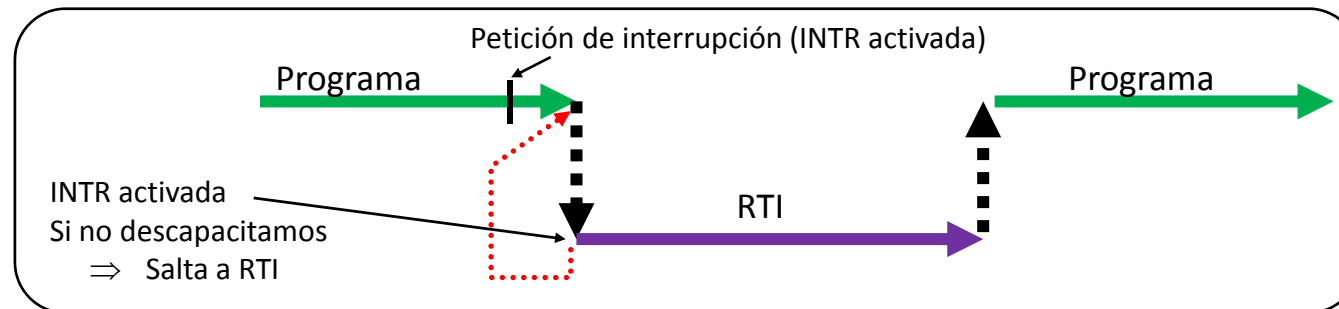 Petición de interrupción (INTR activada)
Programa
Programa
INTR activada
Si no descapacitamos
⇒ Salta a RTI
RTI